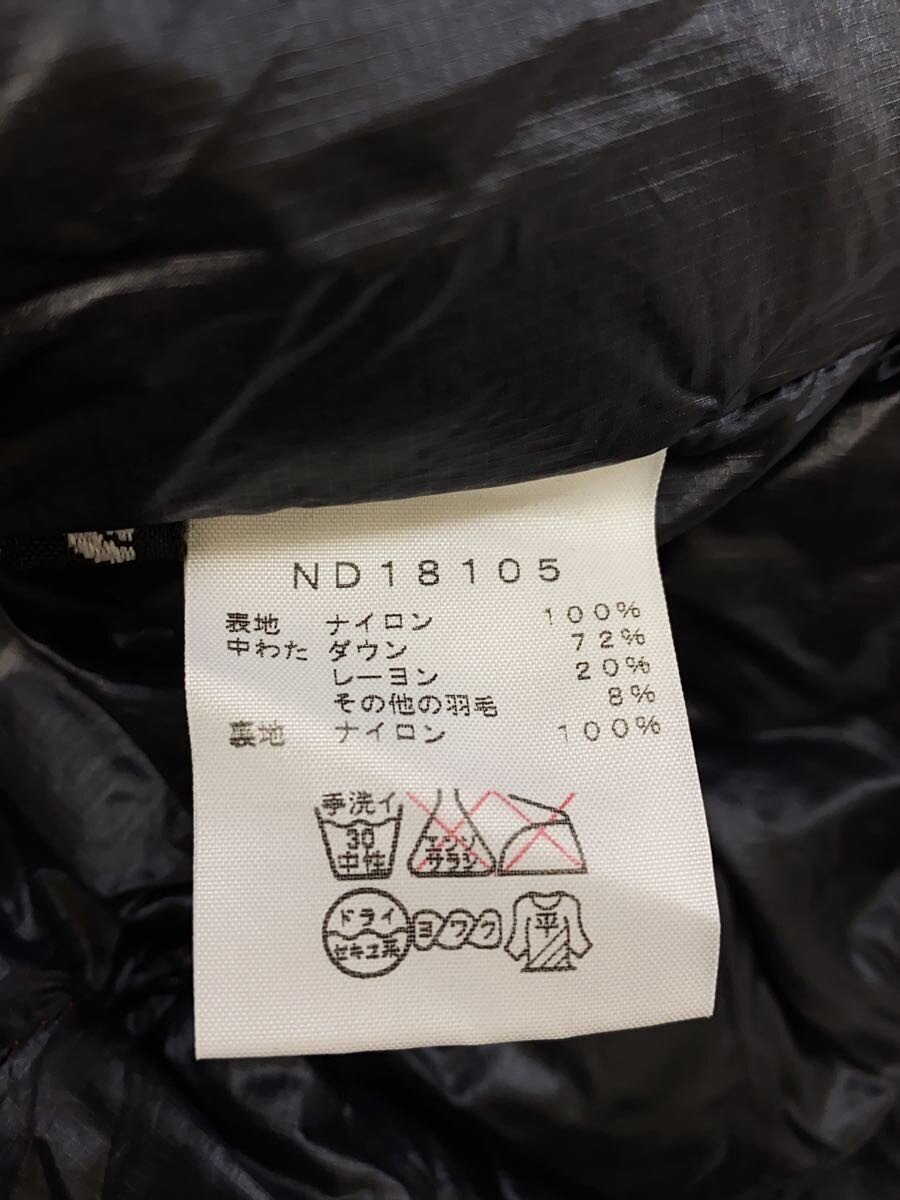 ND18105
表地 ナイロン 100%
中わた ダウン 72%
レーヨン 20%
その他の羽毛 8%
裏地 ナイロン 100%
手洗イ
30
中性
エンソ
サラシ
ドライ
セキユ系
ヨワク
平